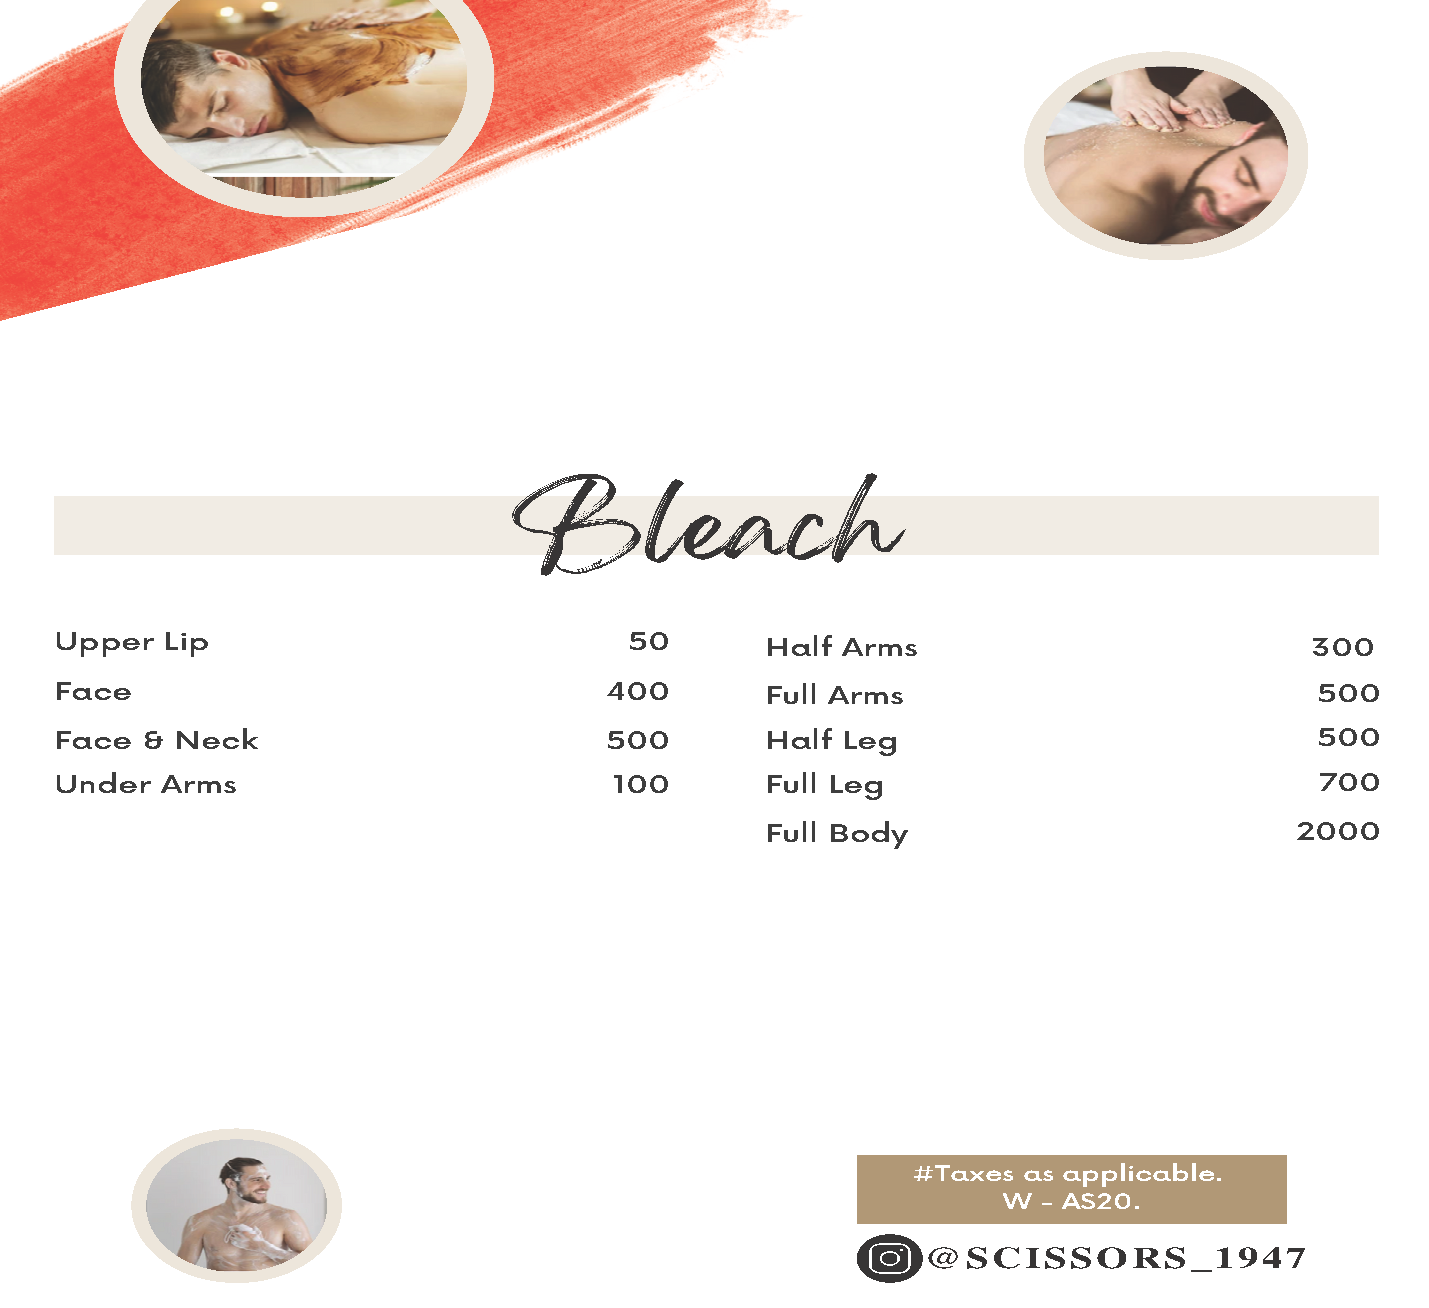 Bleach
Upper Lip 50
Face 400
Face & Neck 500
Under Arms 100
Half Arms 300
Full Arms 500
Half Leg 500
Full Leg 700
Full Body 2000
#Taxes as applicable.
W - AS20.
@SCISSORS_1947